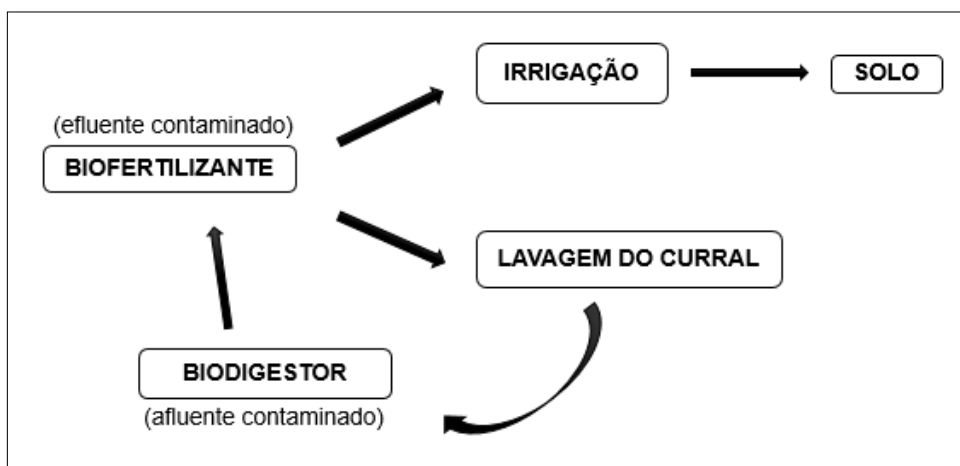 IRRIGAÇÃO
SOLO
(efluente contaminado)
BIOFERTILIZANTE
LAVAGEM DO CURRAL
BIODIGESTOR
(afluente contaminado)